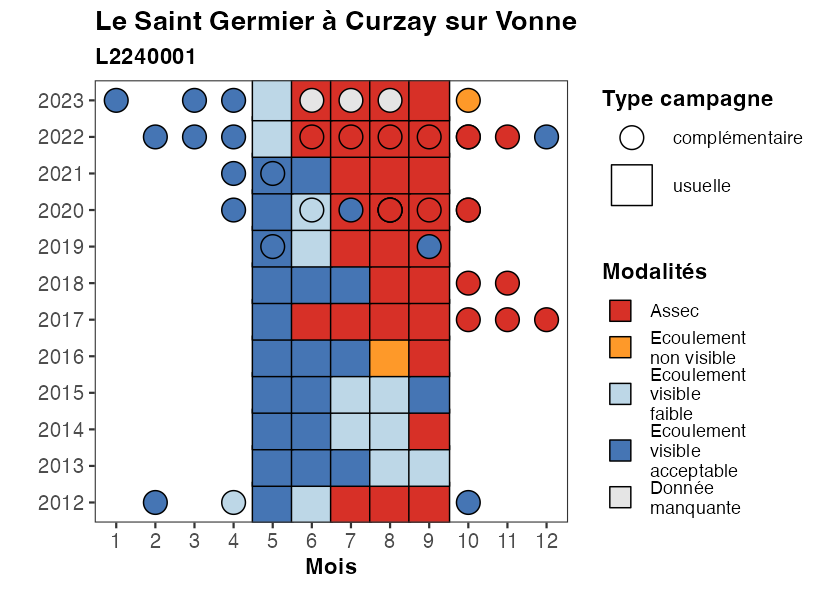 Le Saint Germier à Curzay sur Vonne
L2240001
2023
2022
2021
2020
2019
2018
2017
2016
2015
2014
2013
2012
1 2 3 4 5 6 7 8 9 10 11 12
Mois
Type campagne
complémentaire
usuelle
Modalités
Assec
Ecoulement
non visible
Ecoulement
visible
faible
Ecoulement
visible
acceptable
Donnée
manquante